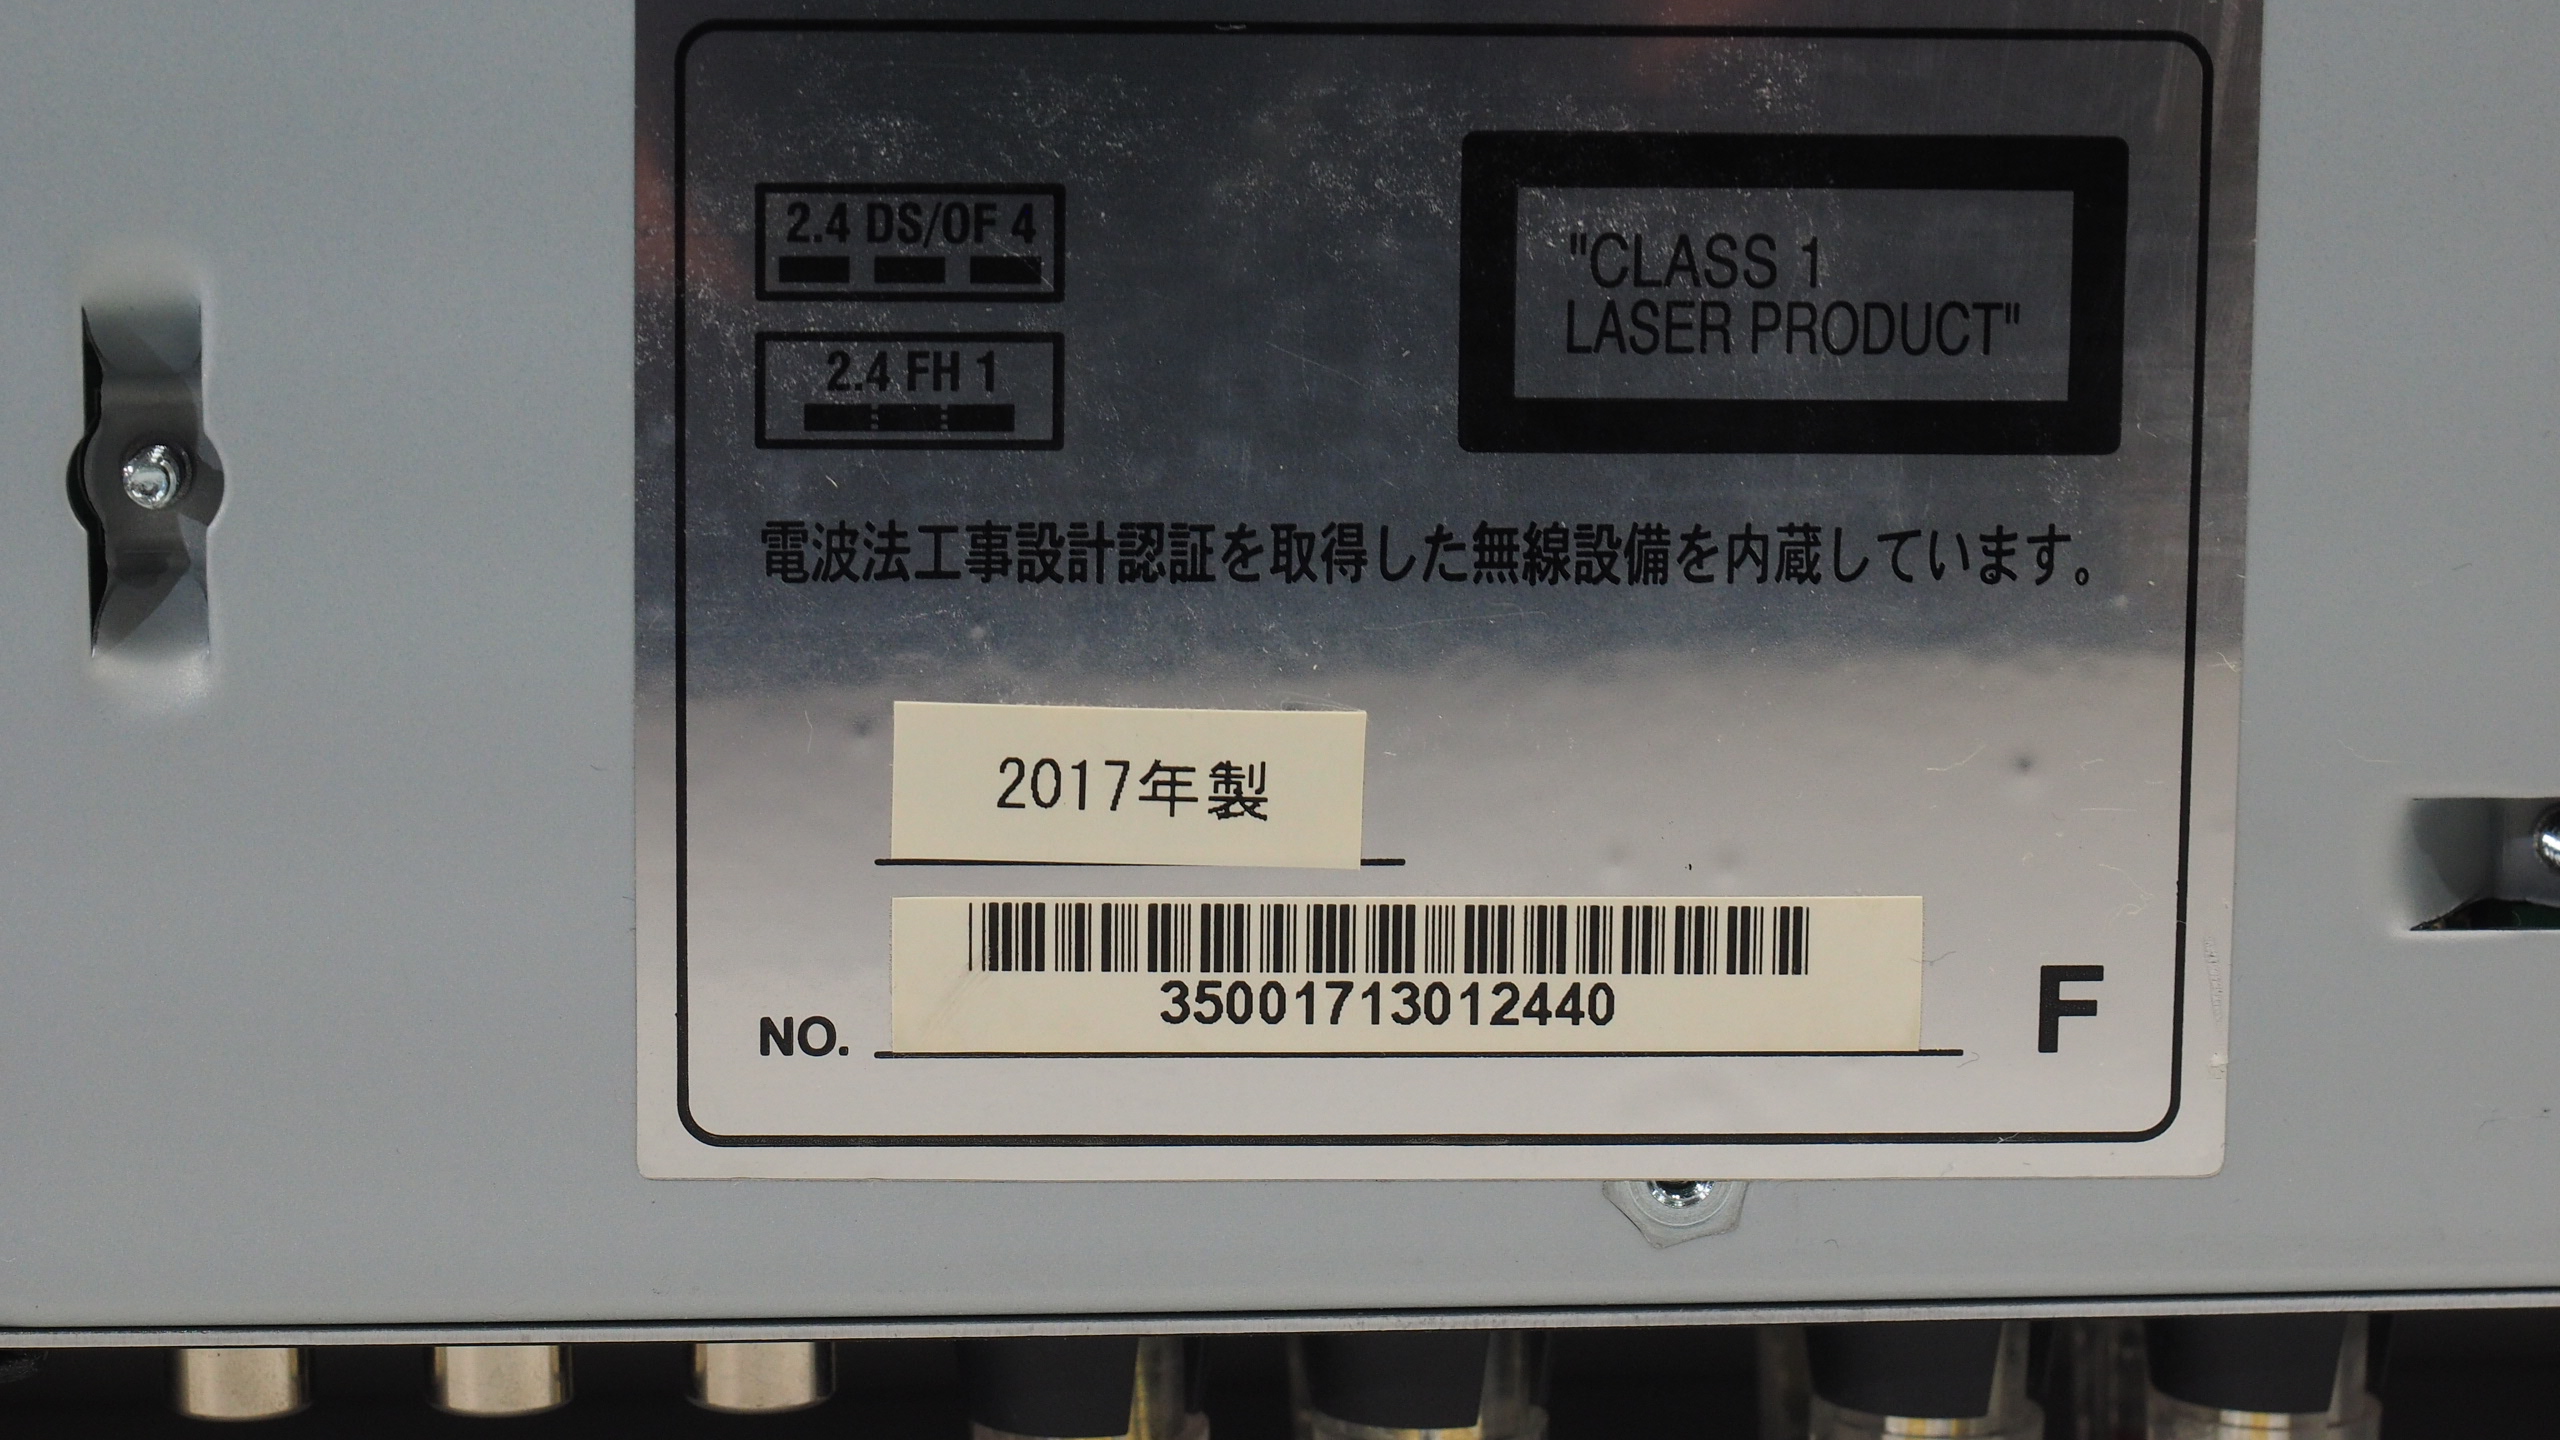 2.4 DS/OF 4
2.4 FH 1
"CLASS 1
LASER PRODUCT"
電波法工事設計認証を取得した無線設備を内蔵しています。
2017年製
35001713012440
NO.
F